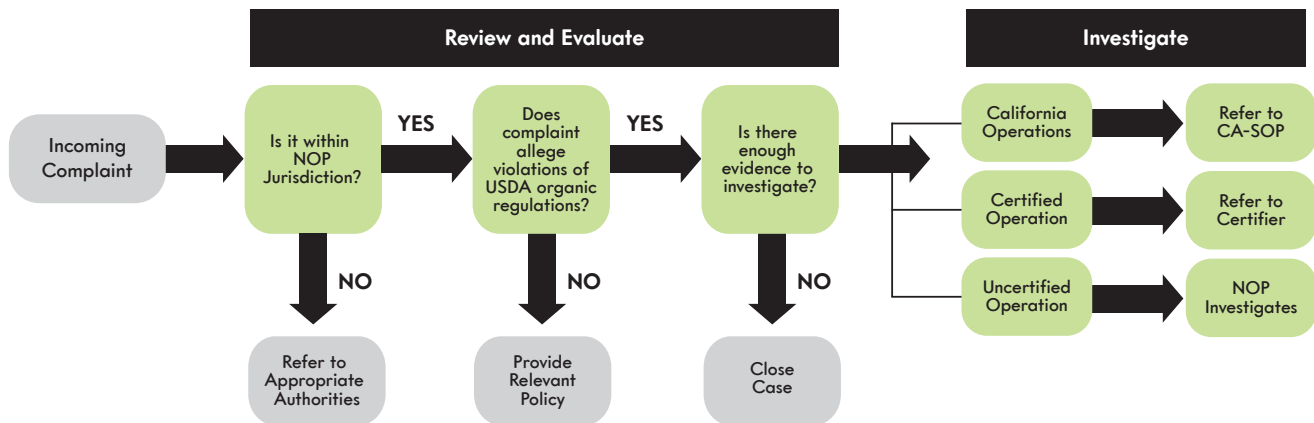 Review and Evaluate
Investigate
Incoming
Complaint
Is it within
NOP
Jurisdiction?
YES
Does
complaint
allege
violations of
USDA organic
regulations?
YES
Is there
enough
evidence to
investigate?
California
Operations
Refer to
CA-SOP
Certified
Operation
Refer to
Certifier
Uncertified
Operation
NOP
Investigates
NO
NO
NO
Refer to
Appropriate
Authorities
Provide
Relevant
Policy
Close
Case